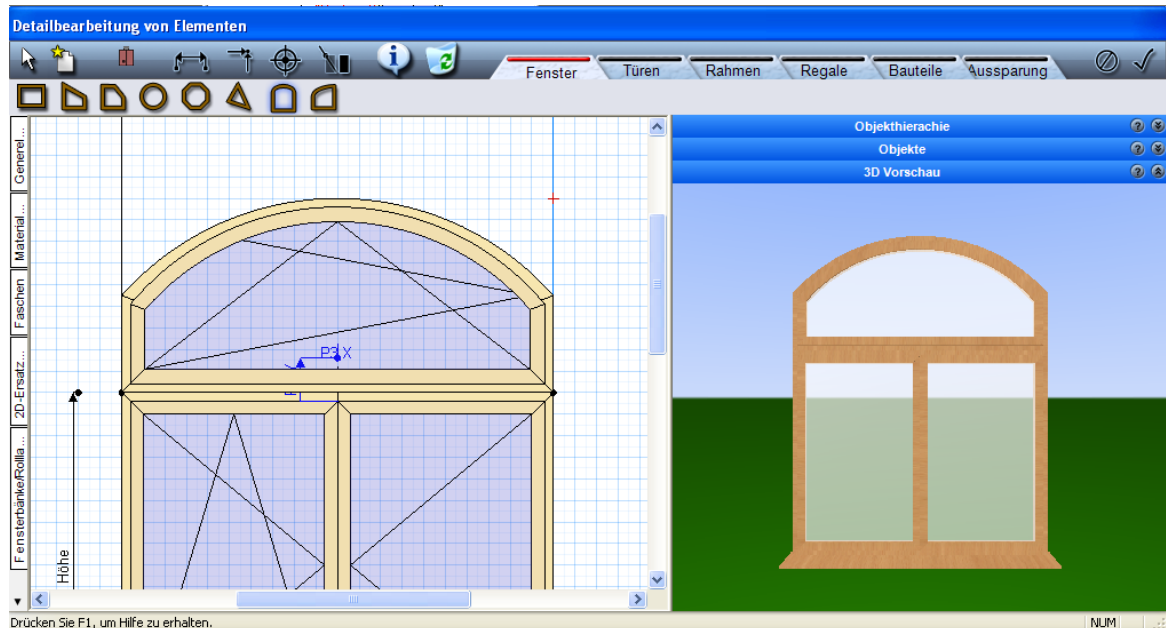 Detailbearbeitung von Elementen
Fenster Türen Rahmen Regale Bauteile Aussparung
Objekthierachie
Objekte
3D Vorschau
Generel...
Material...
Faschen
2D-Ersatz...
Fensterbänke/Rolla...
P3 X
Höhe
Drücken Sie F1, um Hilfe zu erhalten.
NUM